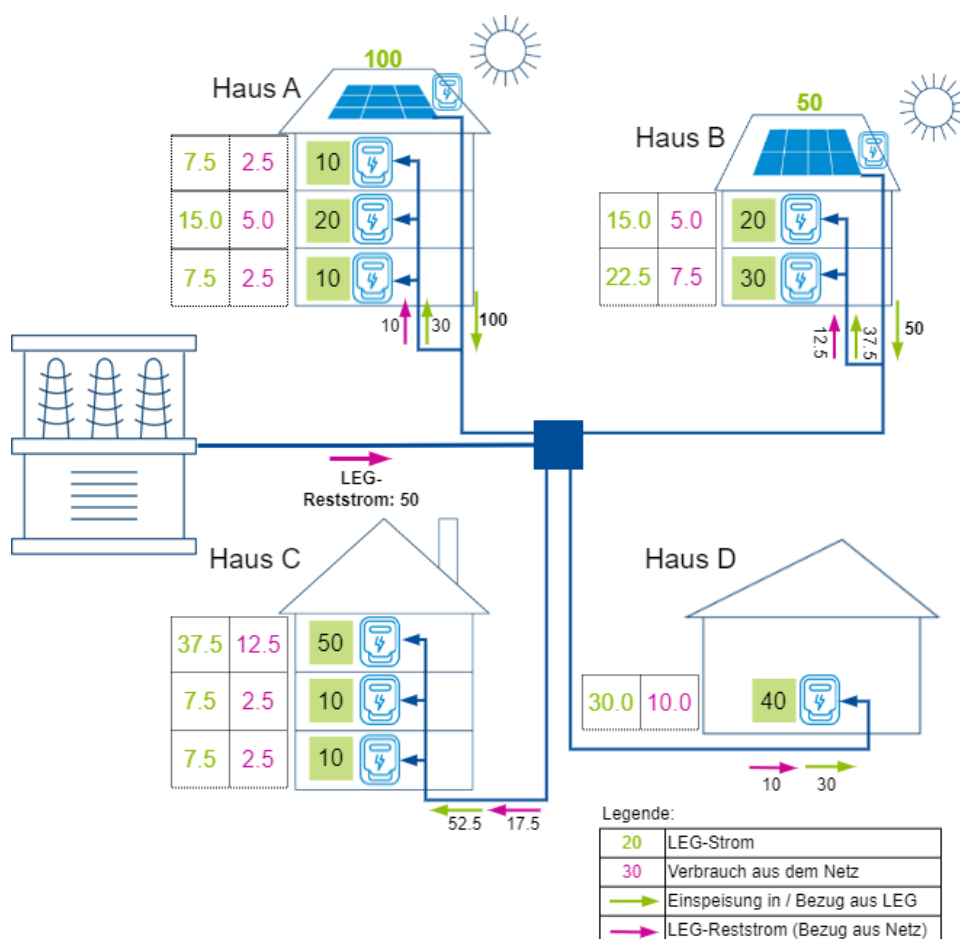 100
Haus A
50
Haus B
7.5 2.5 10
15.0 5.0 20
7.5 2.5 10
15.0 5.0 20
22.5 7.5 30
10 30 100
12.5 37.5 50
LEG-
Reststrom: 50
Haus C
Haus D
37.5 12.5 50
7.5 2.5 10
7.5 2.5 10
30.0 10.0 40
10 30
52.5 17.5
Legende:
20 LEG-Strom
30 Verbrauch aus dem Netz
Einspeisung in / Bezug aus LEG
LEG-Reststrom (Bezug aus Netz)